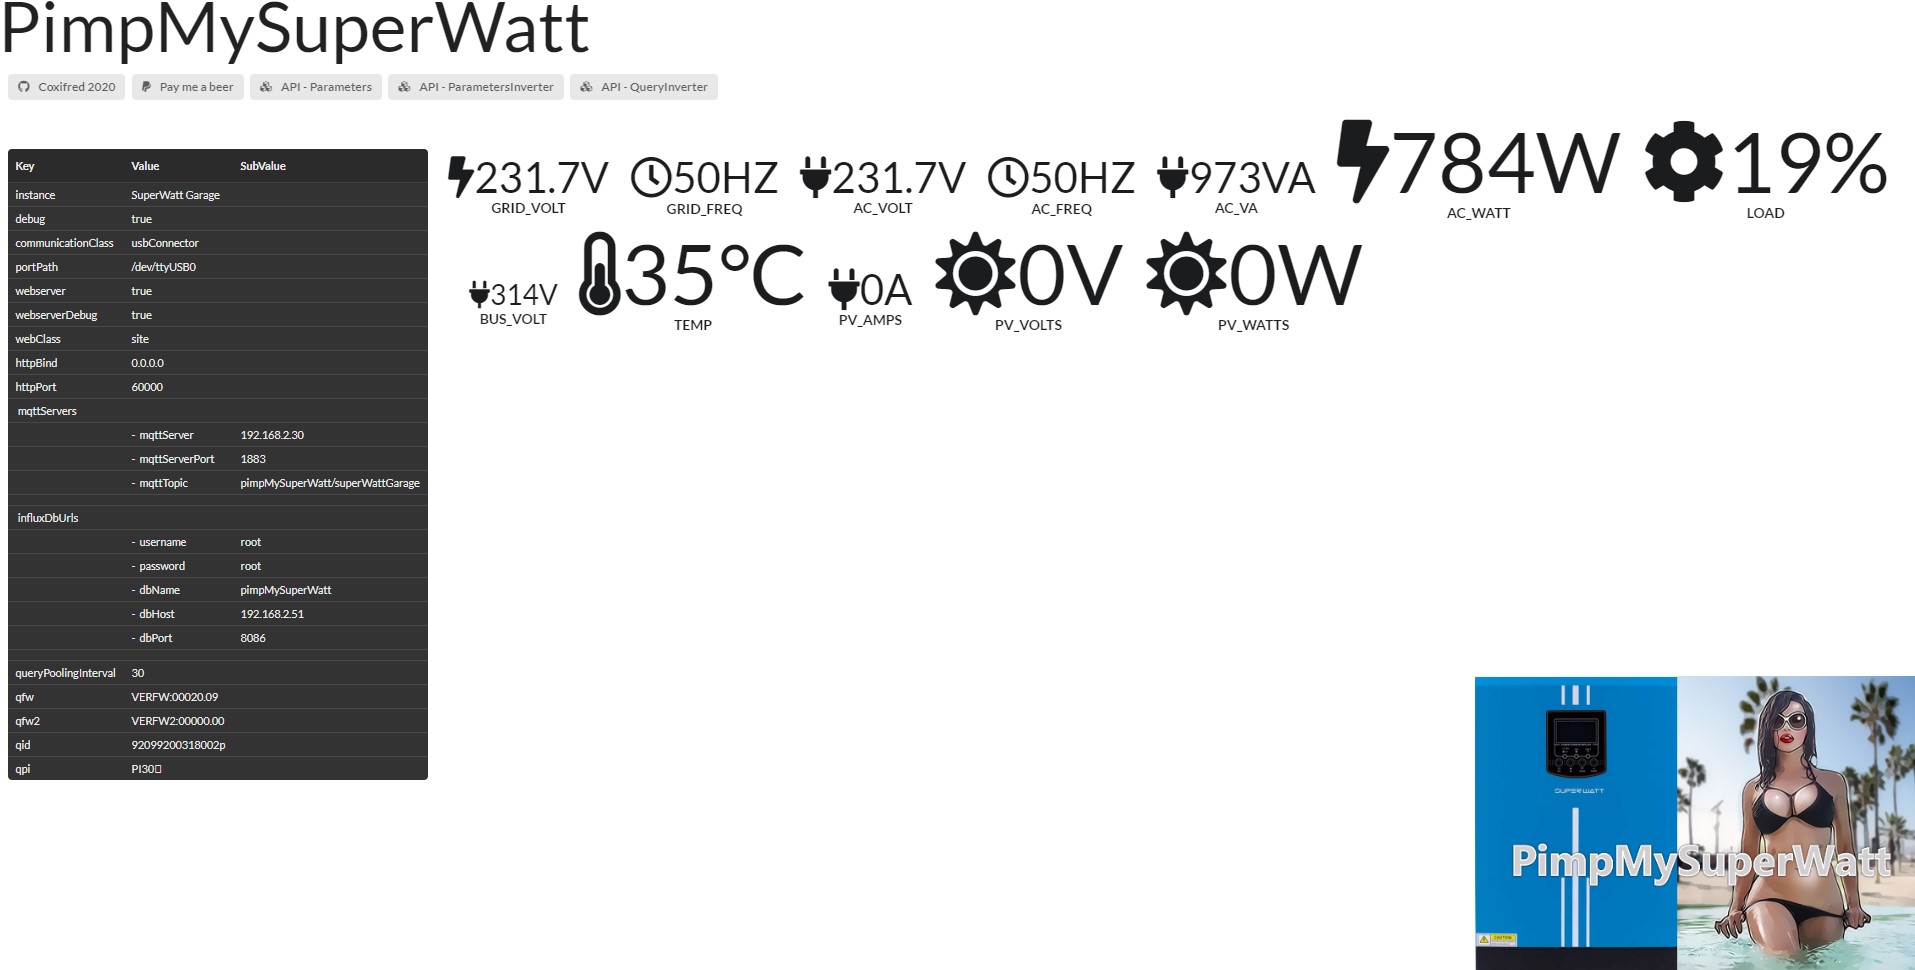 PimpMySuperWatt
Coxifred 2020 Pay me a beer API - Parameters API - ParametersInverter API - QueryInverter
Key Value SubValue
instance SuperWatt Garage
debug true
communicationClass usbConnector
portPath /dev/ttyUSB0
webserver true
webserverDebug true
webClass site
httpBind 0.0.0.0
httpPort 60000
mqttServers
- mqttServer 192.168.2.30
- mqttServerPort 1883
- mqttTopic pimpMySuperWatt/superWattGarage
influxDbUrls
- username root
- password root
- dbName pimpMySuperWatt
- dbHost 192.168.2.51
- dbPort 8086
queryPoolingInterval 30
qfw VERFW:00020.09
qfw2 VERFW2:00000.00
qid 92099200318002p
qpi PI30
231.7V 50HZ 231.7V 50HZ 973VA 784W 19%
GRID_VOLT GRID_FREQ AC_VOLT AC_FREQ AC_VA AC_WATT LOAD
314V 35°C 0A 0V 0W
BUS_VOLT TEMP PV_AMPS PV_VOLTS PV_WATTS
SUPERWATT
PimpMySuperWatt
CAUTION